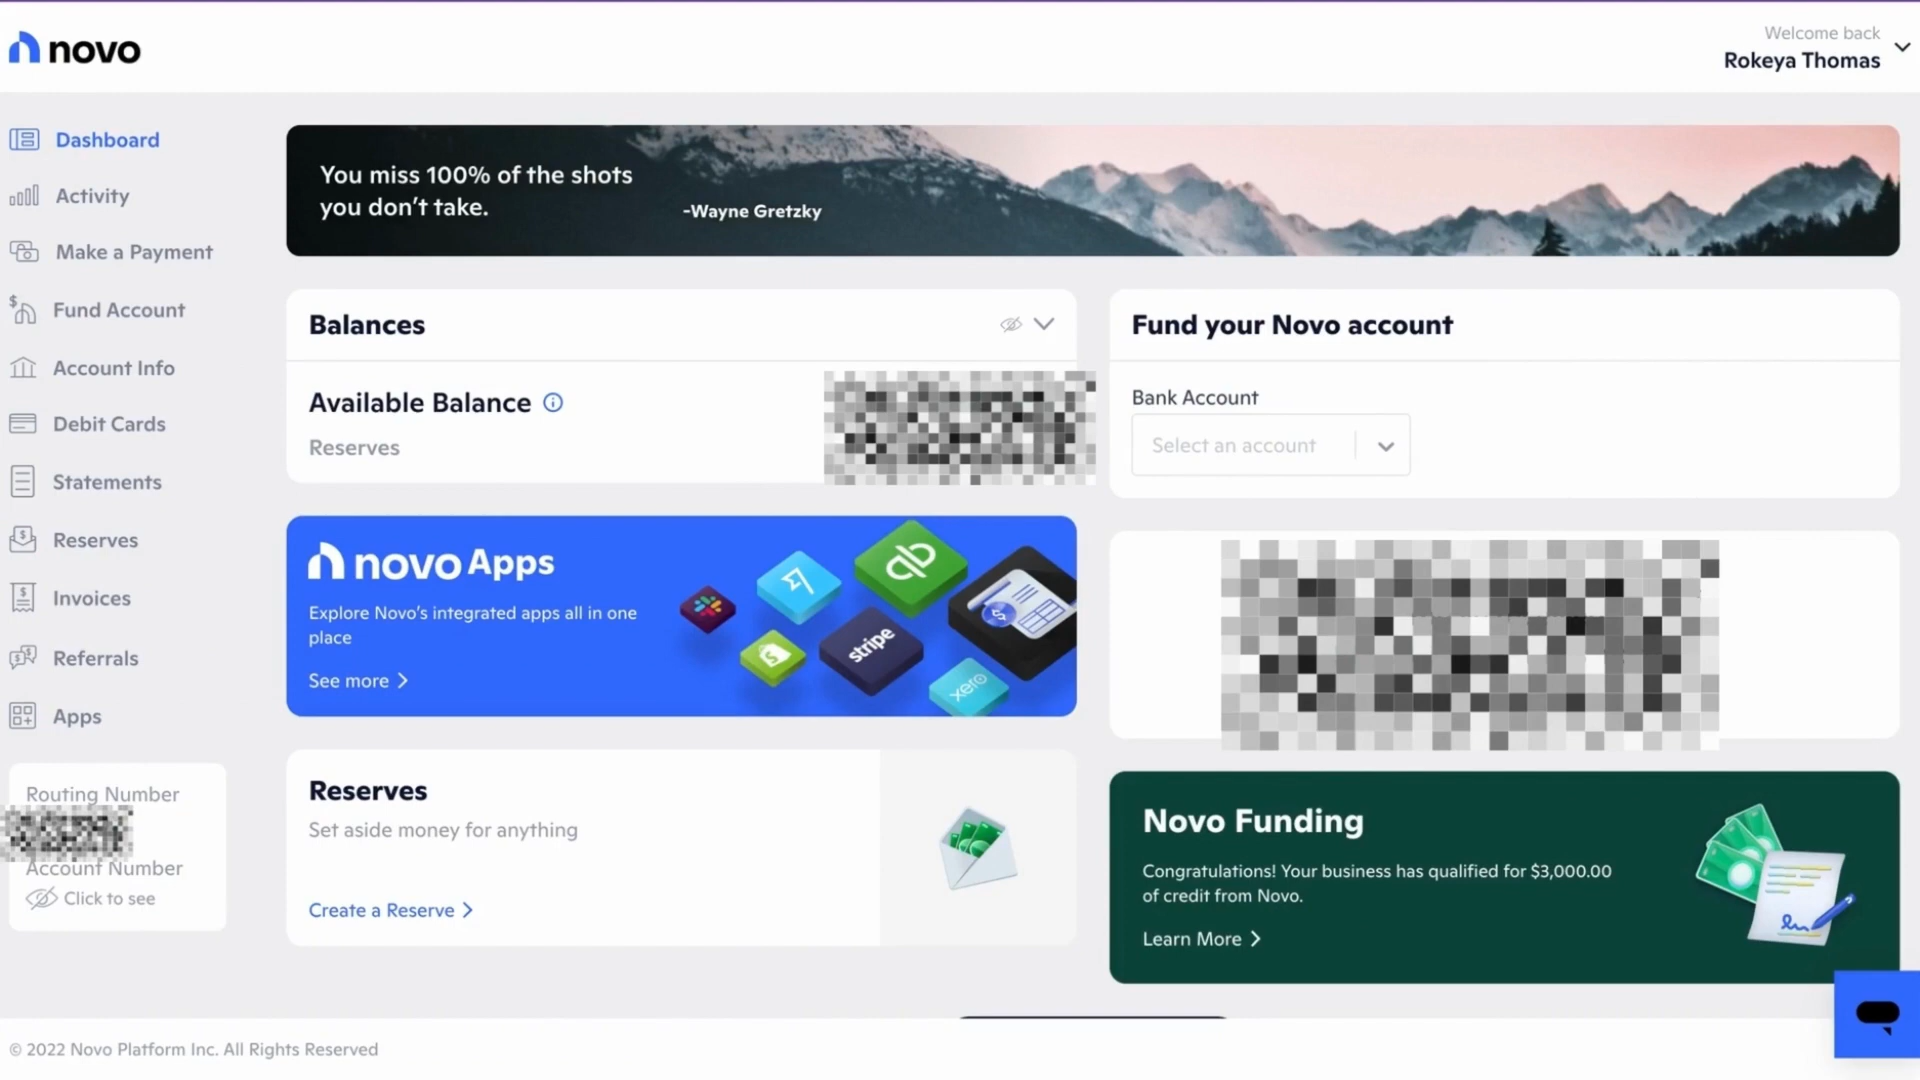 novo
Welcome back
Rokeya Thomas
Dashboard
Activity
Make a Payment
Fund Account
Account Info
Debit Cards
Statements
Reserves
Invoices
Referrals
Apps
Routing Number
Account Number
Click to see
You miss 100% of the shots
you don’t take.
-Wayne Gretzky
Balances
Available Balance
Reserves
Fund your Novo account
Bank Account
Select an account
novo Apps
Explore Novo’s integrated apps all in one
place
See more
stripe
xero
Reserves
Set aside money for anything
Create a Reserve
Novo Funding
Congratulations! Your business has qualified for $3,000.00
of credit from Novo.
Learn More
© 2022 Novo Platform Inc. All Rights Reserved